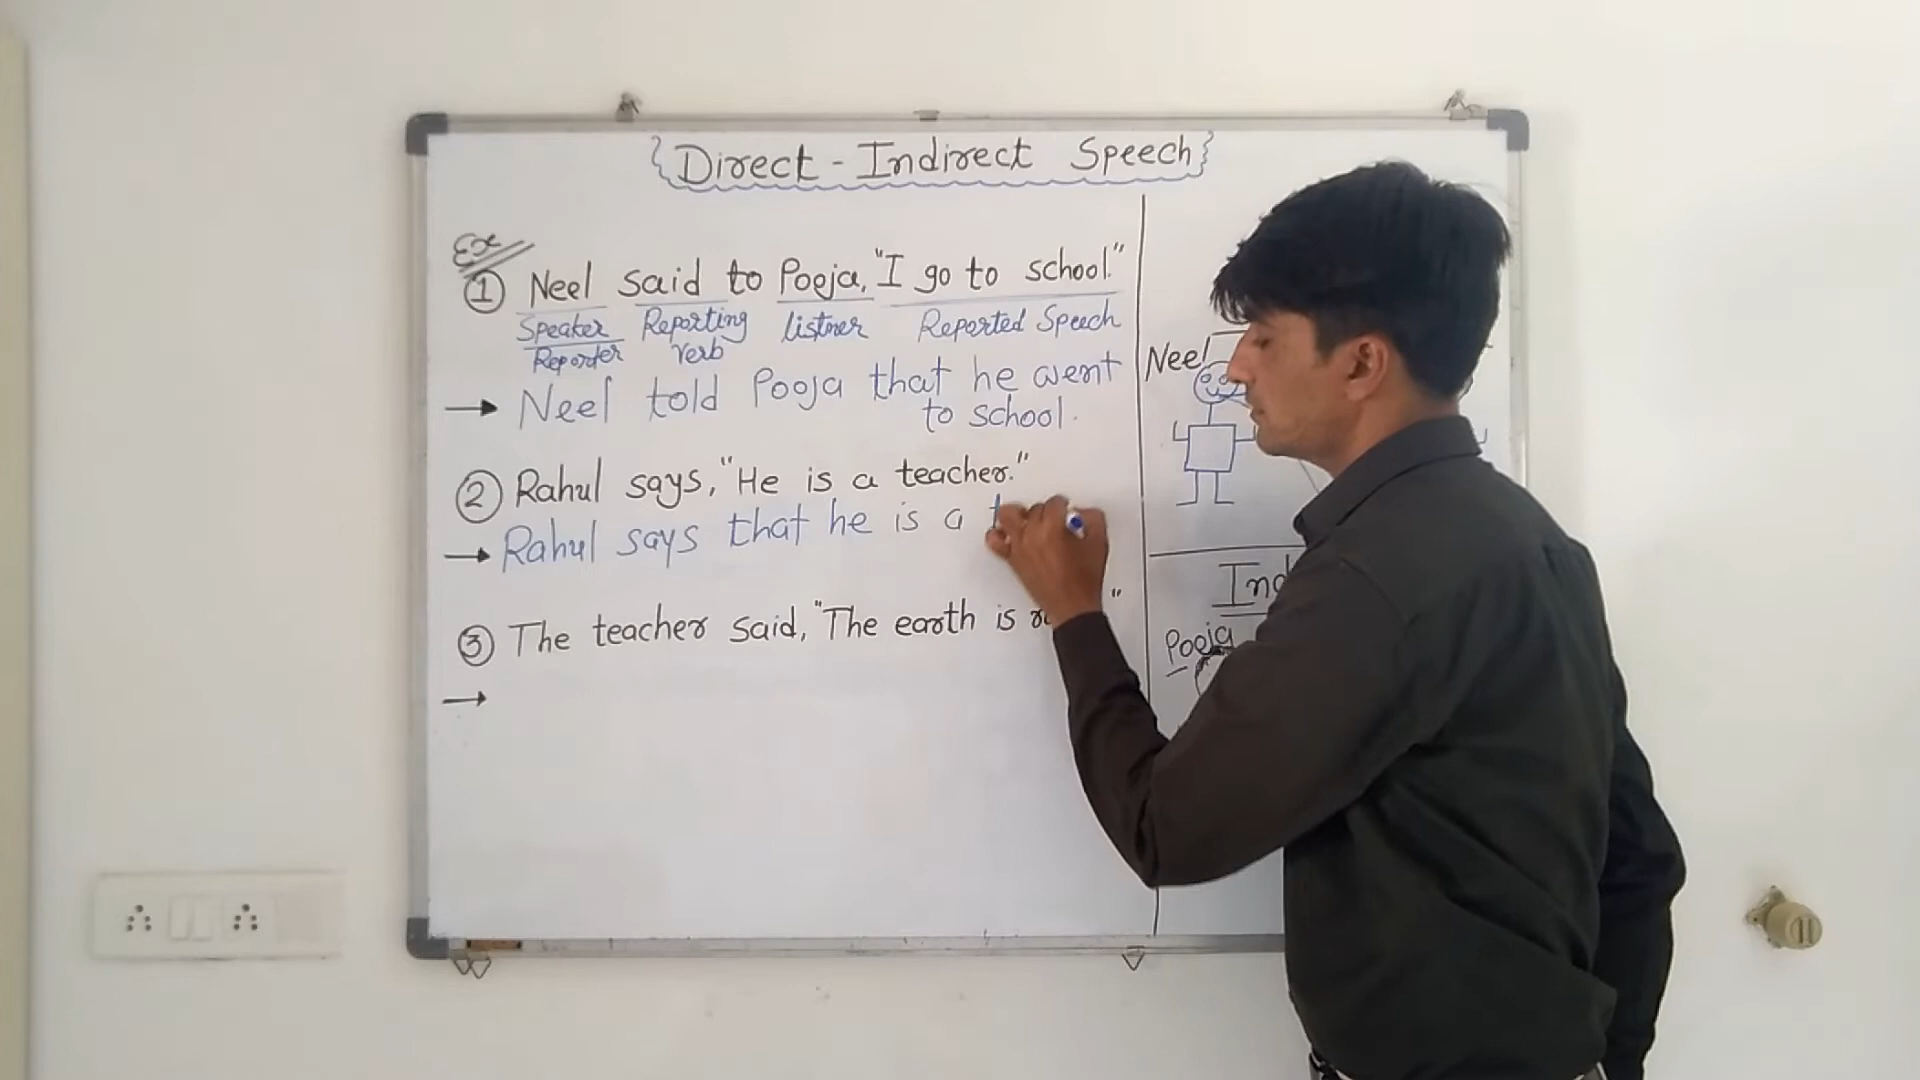 Direct - Indirect Speech
Ex
1 Neel said to Pooja, "I go to school."
Speaker Reporting listner Reported Speech
Reporter verb
→ Neel told Pooja that he went
to school.
2 Rahul says, "He is a teacher."
→ Rahul says that he is a
3 The teacher said, "The earth is
→
Neel
Pooja